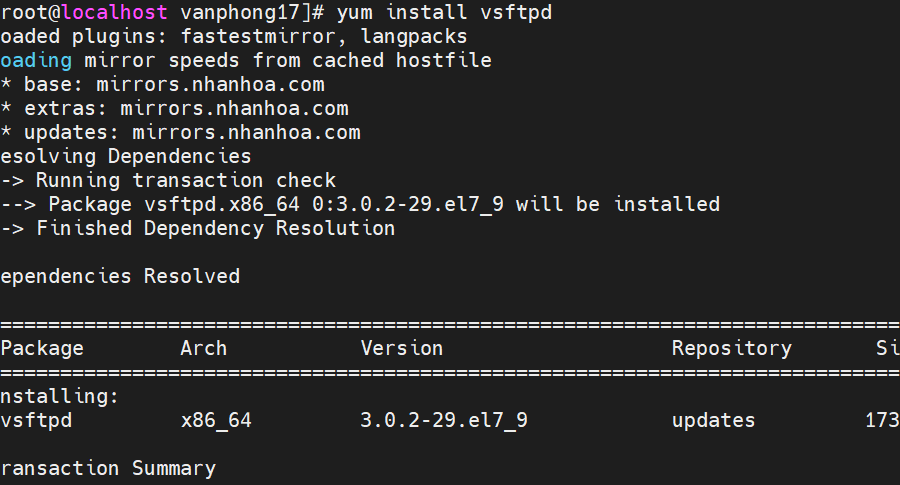 root@localhost vanphong17]# yum install vsftpd
oaded plugins: fastestmirror, langpacks
oading mirror speeds from cached hostfile
* base: mirrors.nhanhoa.com
* extras: mirrors.nhanhoa.com
* updates: mirrors.nhanhoa.com
esolving Dependencies
-> Running transaction check
--> Package vsftpd.x86_64 0:3.0.2-29.el7_9 will be installed
-> Finished Dependency Resolution
ependencies Resolved
================================================================================
Package Arch Version Repository Si
================================================================================
nstalling:
vsftpd x86_64 3.0.2-29.el7_9 updates 173
ransaction Summary